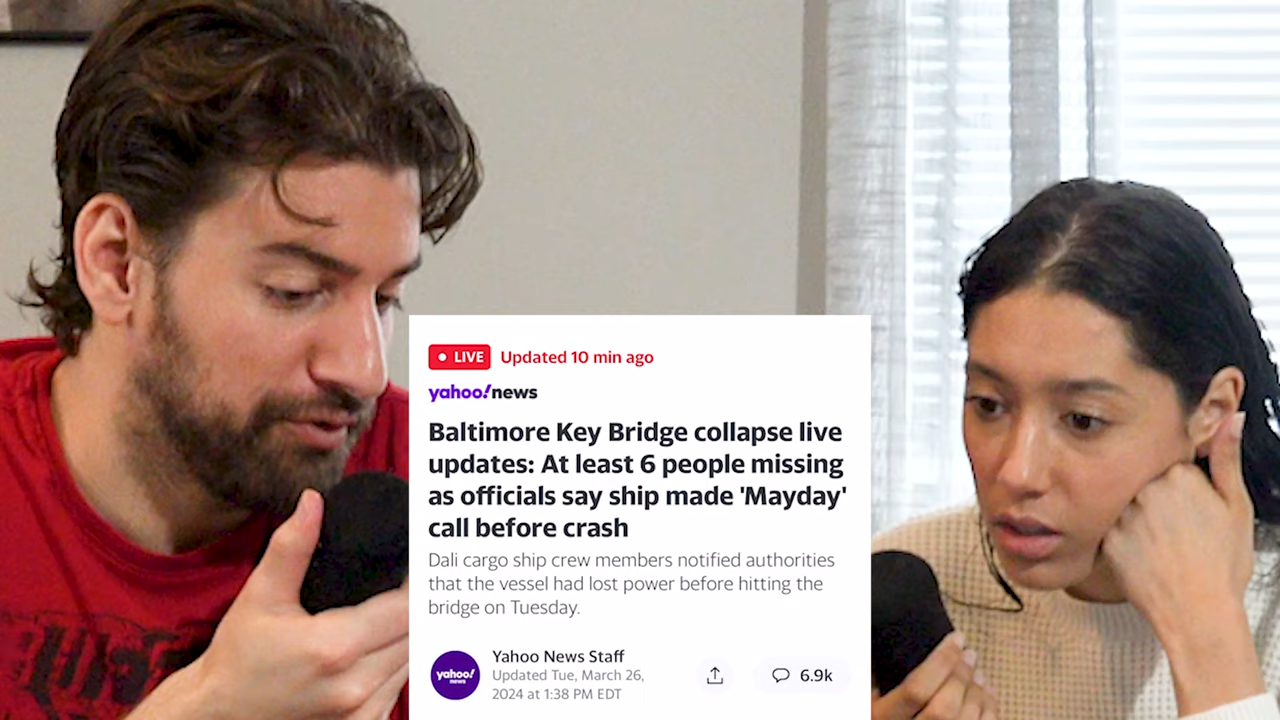 LIVE Updated 10 min ago
yahoo!news
Baltimore Key Bridge collapse live
updates: At least 6 people missing
as officials say ship made 'Mayday'
call before crash
Dali cargo ship crew members notified authorities
that the vessel had lost power before hitting the
bridge on Tuesday.
yahoo!
news
Yahoo News Staff
Updated Tue, March 26,
2024 at 1:38 PM EDT
6.9k